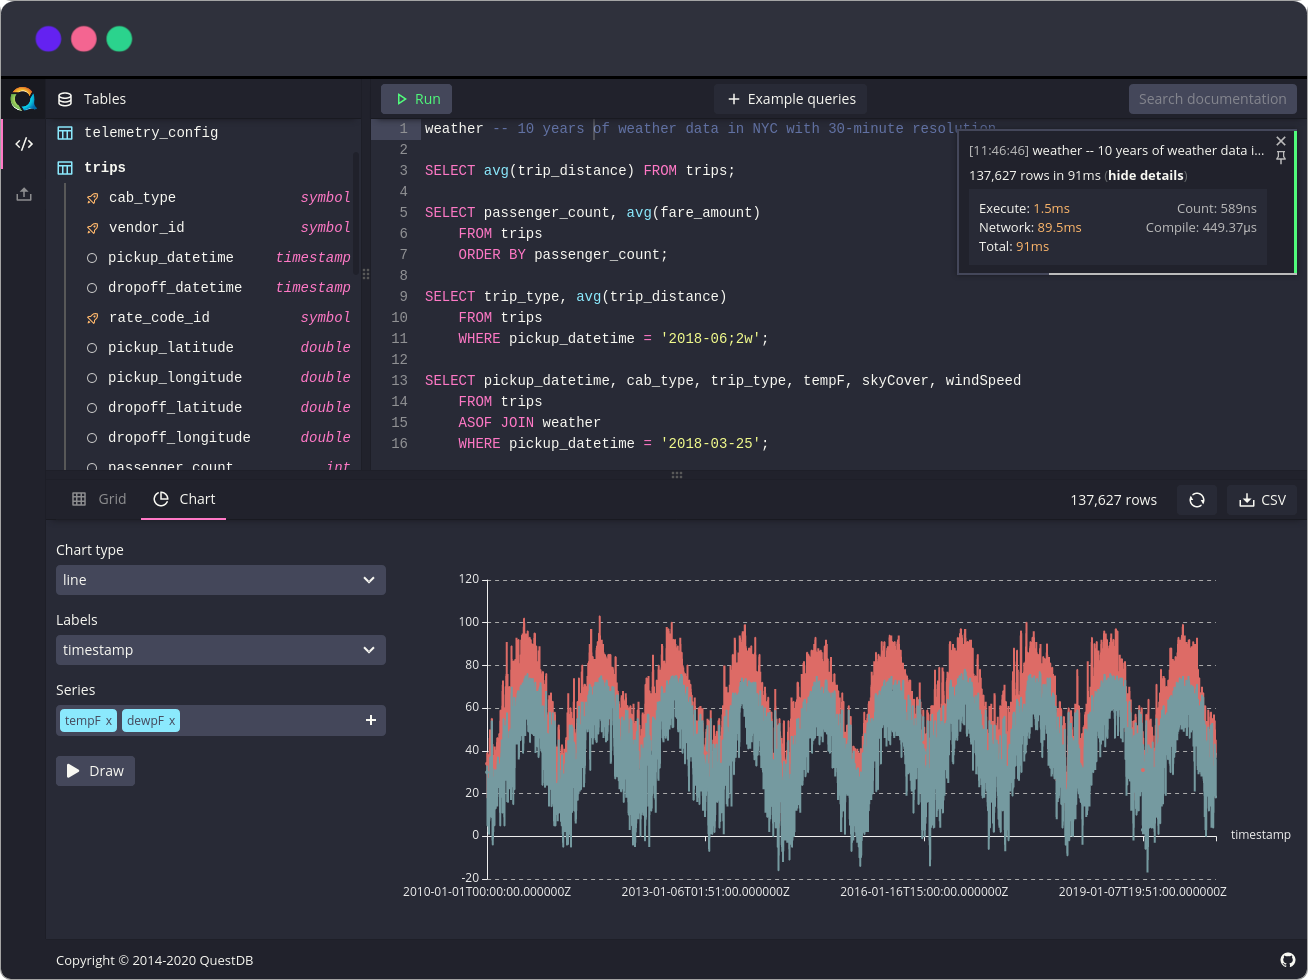 Tables
telemetry_config
trips
cab_type symbol
vendor_id symbol
pickup_datetime timestamp
dropoff_datetime timestamp
rate_code_id symbol
pickup_latitude double
pickup_longitude double
dropoff_latitude double
dropoff_longitude double
passenger_count int
Run
+ Example queries
Search documentation
1 weather -- 10 years of weather data in NYC with 30-minute resolution
2
3 SELECT avg(trip_distance) FROM trips;
4
5 SELECT passenger_count, avg(fare_amount)
6 FROM trips
7 ORDER BY passenger_count;
8
9 SELECT trip_type, avg(trip_distance)
10 FROM trips
11 WHERE pickup_datetime = '2018-06;2w';
12
13 SELECT pickup_datetime, cab_type, trip_type, tempF, skyCover, windSpeed
14 FROM trips
15 ASOF JOIN weather
16 WHERE pickup_datetime = '2018-03-25';
[11:46:46] weather -- 10 years of weather data i...
137,627 rows in 91ms (hide details)
Execute: 1.5ms Count: 589ns
Network: 89.5ms Compile: 449.37μs
Total: 91ms
Grid Chart 137,627 rows CSV
Chart type
line
Labels
timestamp
Series
tempF x dewpF x +
Draw
120
100
80
60
40
20
0
-20
timestamp
2010-01-01T00:00:00.000000Z 2013-01-06T01:51:00.000000Z 2016-01-16T15:00:00.000000Z 2019-01-07T19:51:00.000000Z
Copyright © 2014-2020 QuestDB